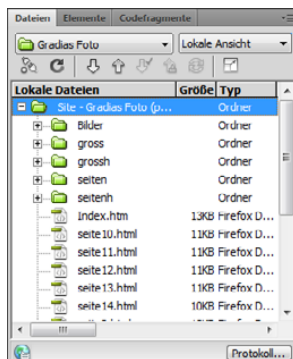 Dateien Elemente Codefragmente
Gradias Foto Lokale Ansicht
Lokale Dateien Größe Typ
Site - Gradias Foto (p... Ordner
Bilder Ordner
gross Ordner
grossh Ordner
seiten Ordner
seitenh Ordner
Index.htm 13KB Firefox D...
seite10.html 11KB Firefox D...
seite11.html 11KB Firefox D...
seite12.html 11KB Firefox D...
seite13.html 11KB Firefox D...
seite14.html 10KB Firefox D...
Protokoll...